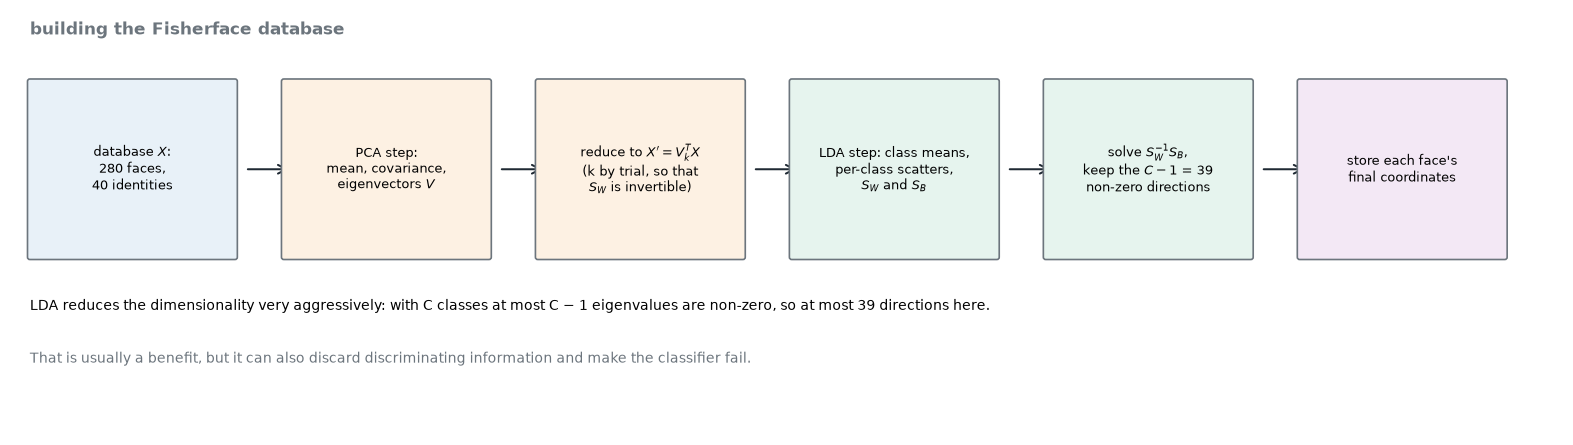 building the Fisherface database
database X:
280 faces,
40 identities
PCA step:
mean, covariance,
eigenvectors V
reduce to X′ = V_k^T X
(k by trial, so that
S_W is invertible)
LDA step: class means,
per-class scatters,
S_W and S_B
solve S_W^{-1} S_B,
keep the C − 1 = 39
non-zero directions
store each face's
final coordinates
LDA reduces the dimensionality very aggressively: with C classes at most C − 1 eigenvalues are non-zero, so at most 39 directions here.
That is usually a benefit, but it can also discard discriminating information and make the classifier fail.